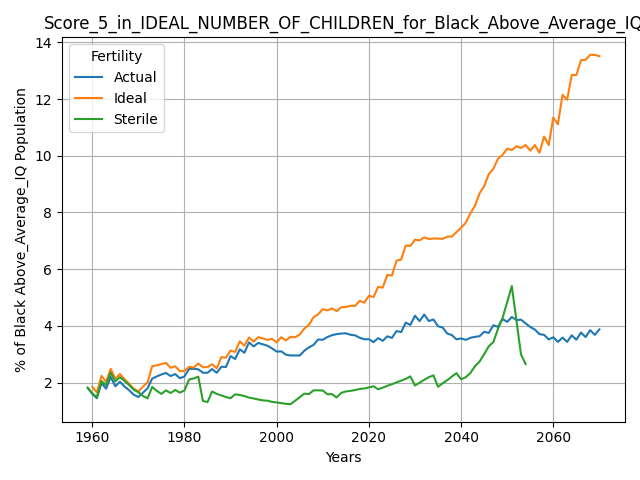 Score_5_in_IDEAL_NUMBER_OF_CHILDREN_for_Black_Above_Average_IQ
Fertility
Actual
Ideal
Sterile
14
12
10
8
6
4
2
% of Black Above_Average_IQ Population
1960 1980 2000 2020 2040 2060
Years